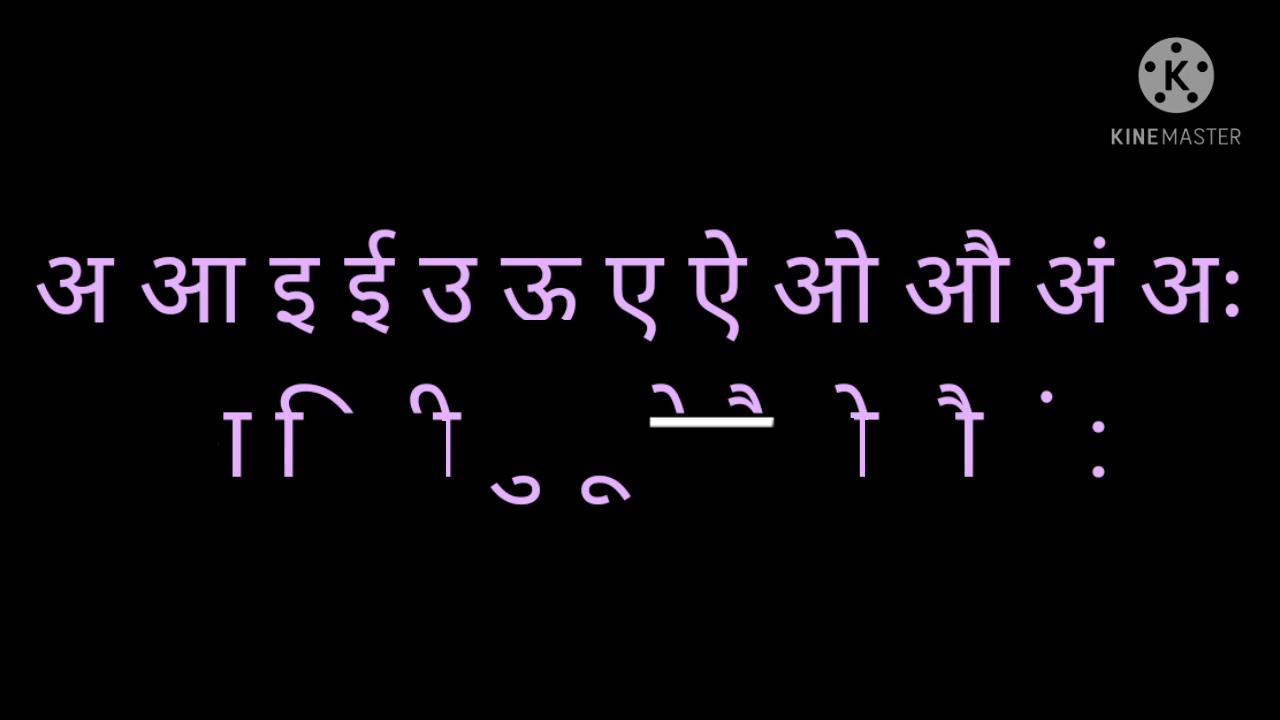 KINEMASTER
अ आ इ ई उ ऊ ए ऐ ओ औ अं अः
ा ि ी ु ू े ै ो ौ ं ः